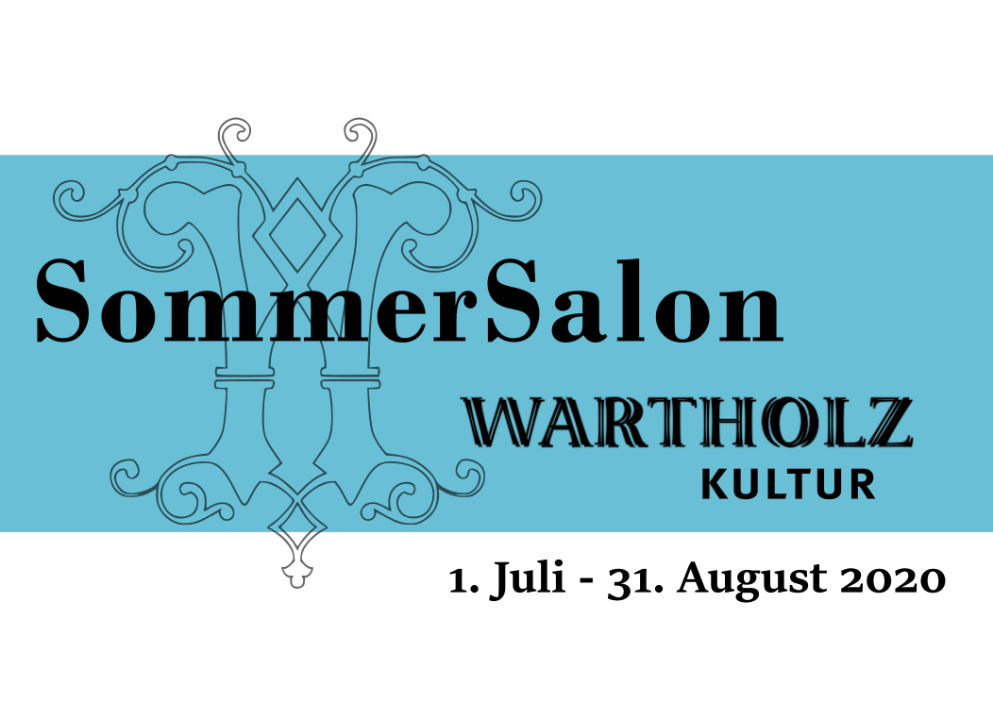 SommerSalon
WARTHOLZ
KULTUR
1. Juli - 31. August 2020